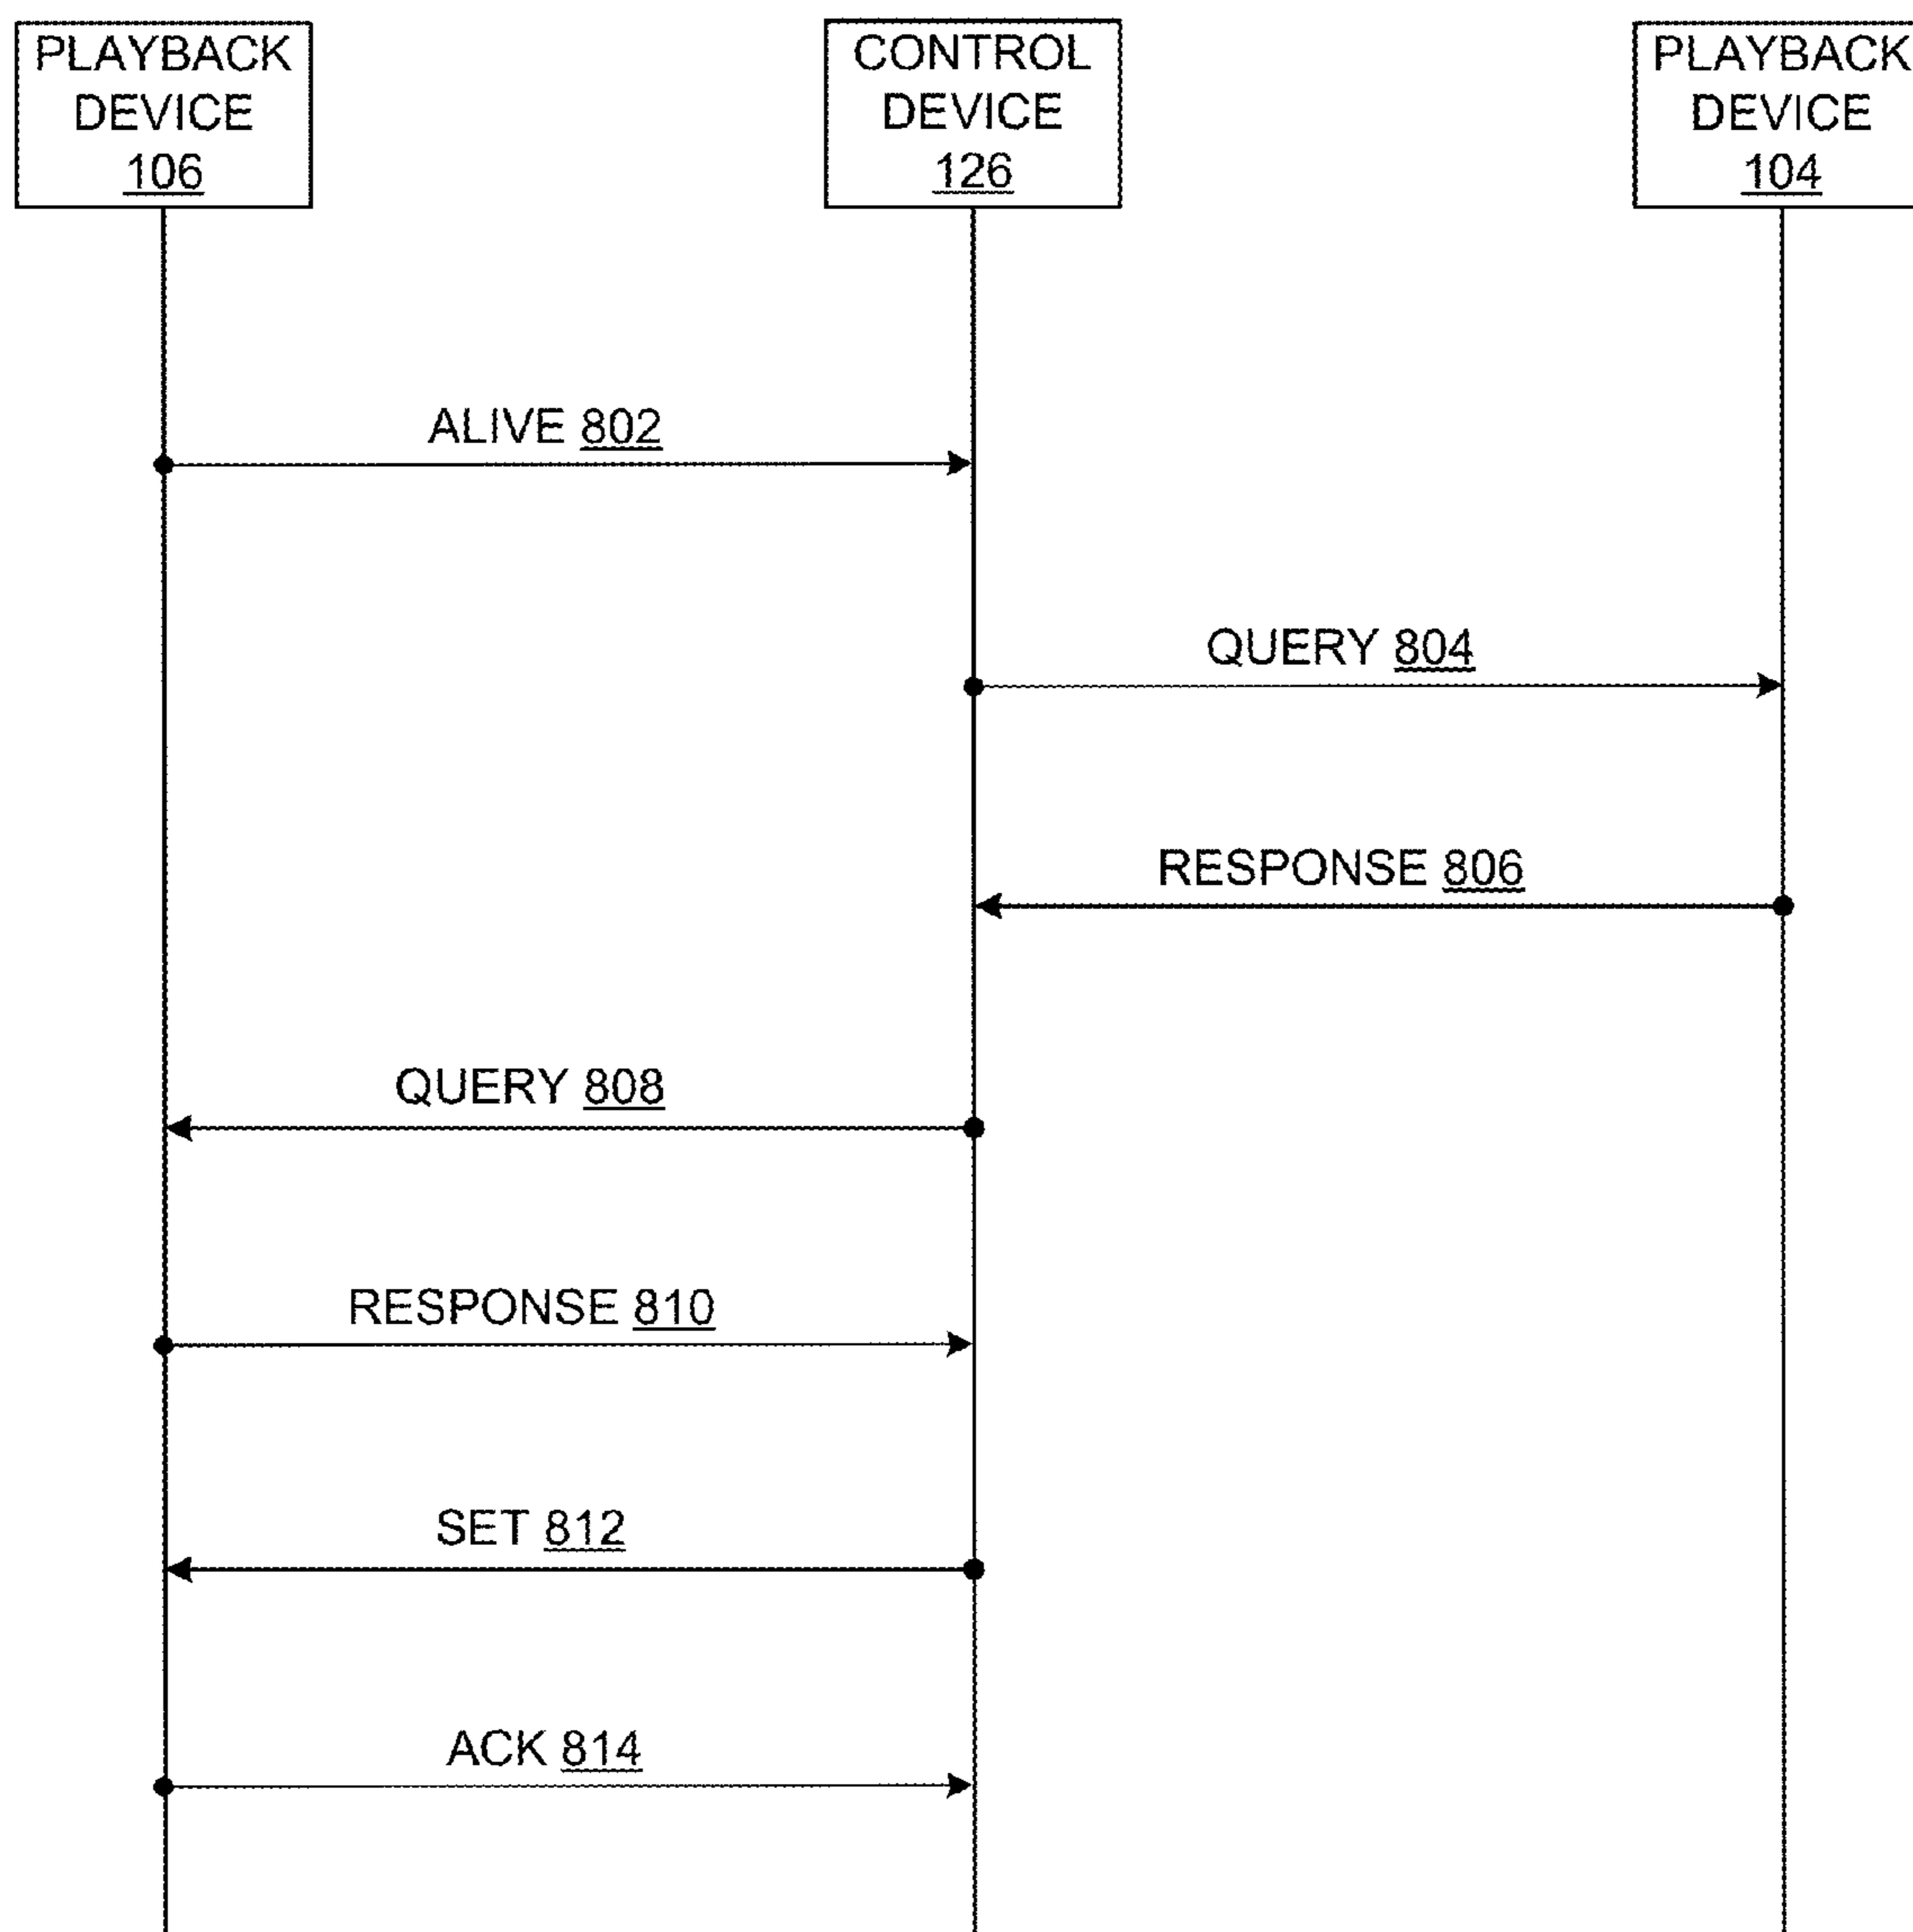 PLAYBACK
DEVICE
106
CONTROL
DEVICE
126
PLAYBACK
DEVICE
104
ALIVE 802
QUERY 804
RESPONSE 806
QUERY 808
RESPONSE 810
SET 812
ACK 814